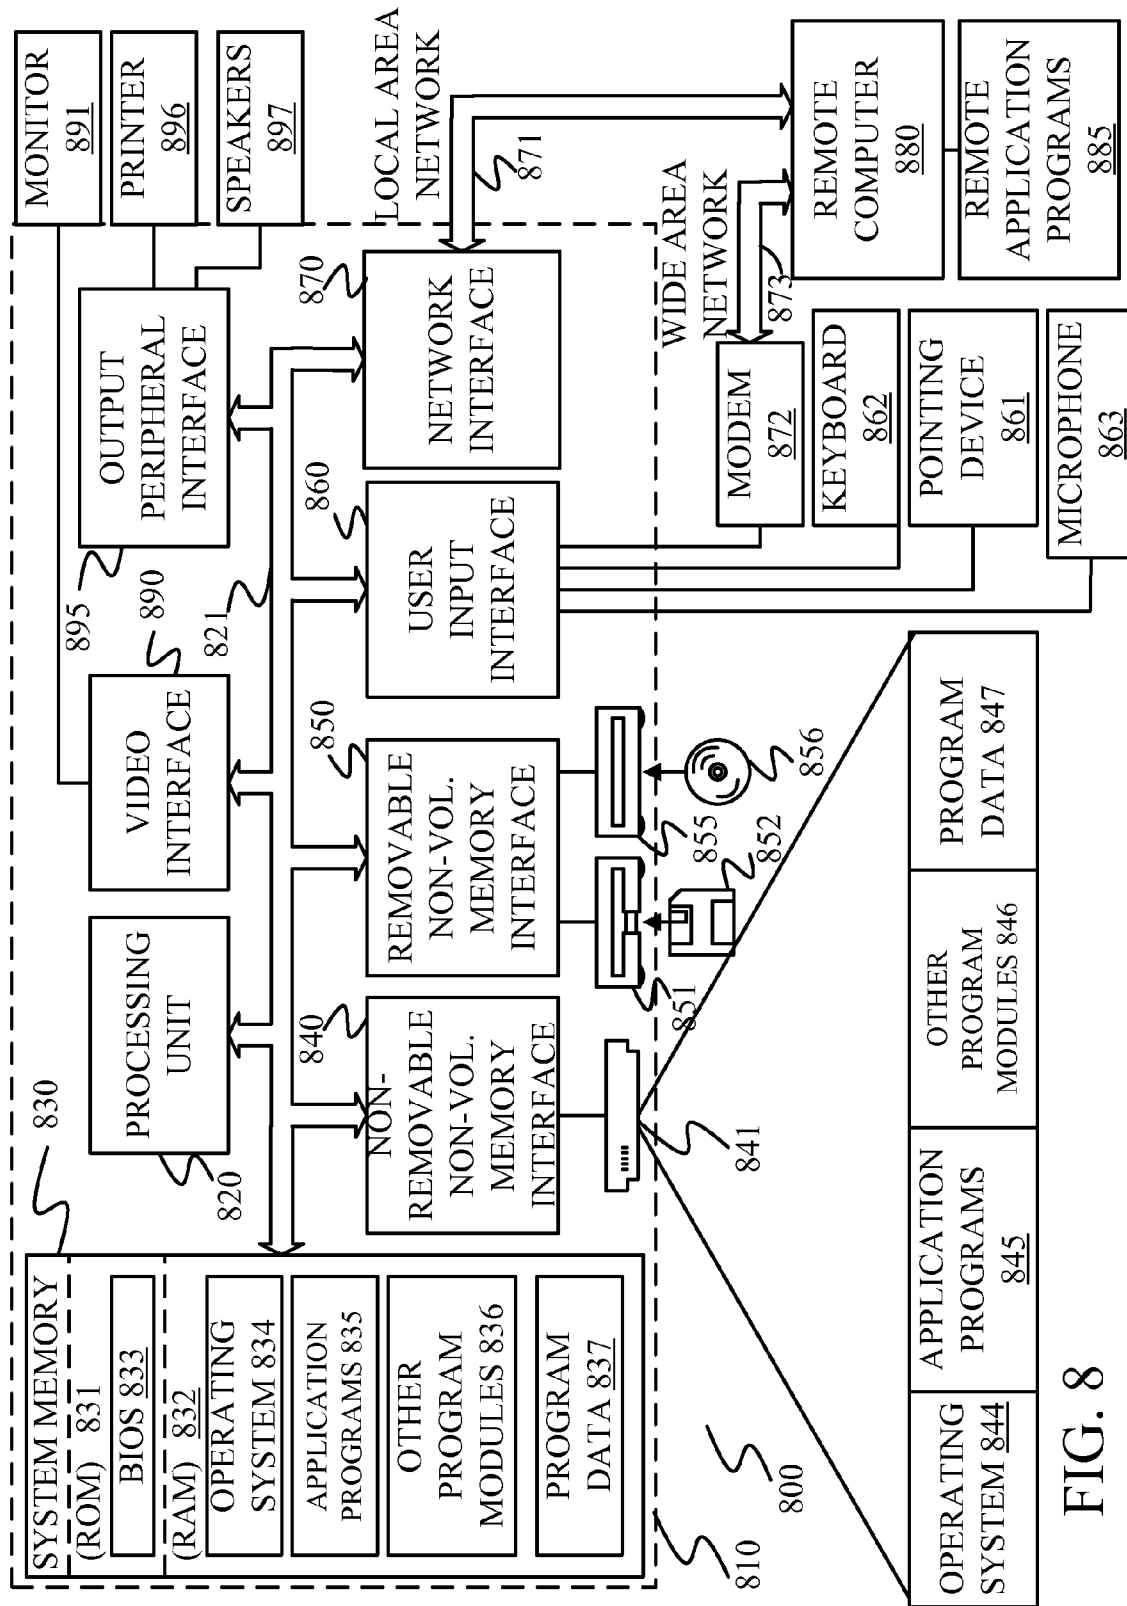 SYSTEM MEMORY
(ROM) 831
BIOS 833
(RAM) 832
OPERATING
SYSTEM 834
APPLICATION
PROGRAMS 835
OTHER
PROGRAM
MODULES 836
PROGRAM
DATA 837
830
PROCESSING
UNIT
820
VIDEO
INTERFACE
890
821
OUTPUT
PERIPHERAL
INTERFACE
895
MONITOR
891
PRINTER
896
SPEAKERS
897
840
NON-
REMOVABLE
NON-VOL.
MEMORY
INTERFACE
850
REMOVABLE
NON-VOL.
MEMORY
INTERFACE
860
USER
INPUT
INTERFACE
870
NETWORK
INTERFACE
LOCAL AREA
NETWORK
871
841
851
852
855
856
WIDE AREA
NETWORK
873
MODEM
872
KEYBOARD
862
POINTING
DEVICE
861
MICROPHONE
863
REMOTE
COMPUTER
880
REMOTE
APPLICATION
PROGRAMS
885
810
800
OPERATING
SYSTEM 844
APPLICATION
PROGRAMS
845
OTHER
PROGRAM
MODULES 846
PROGRAM
DATA 847
FIG. 8